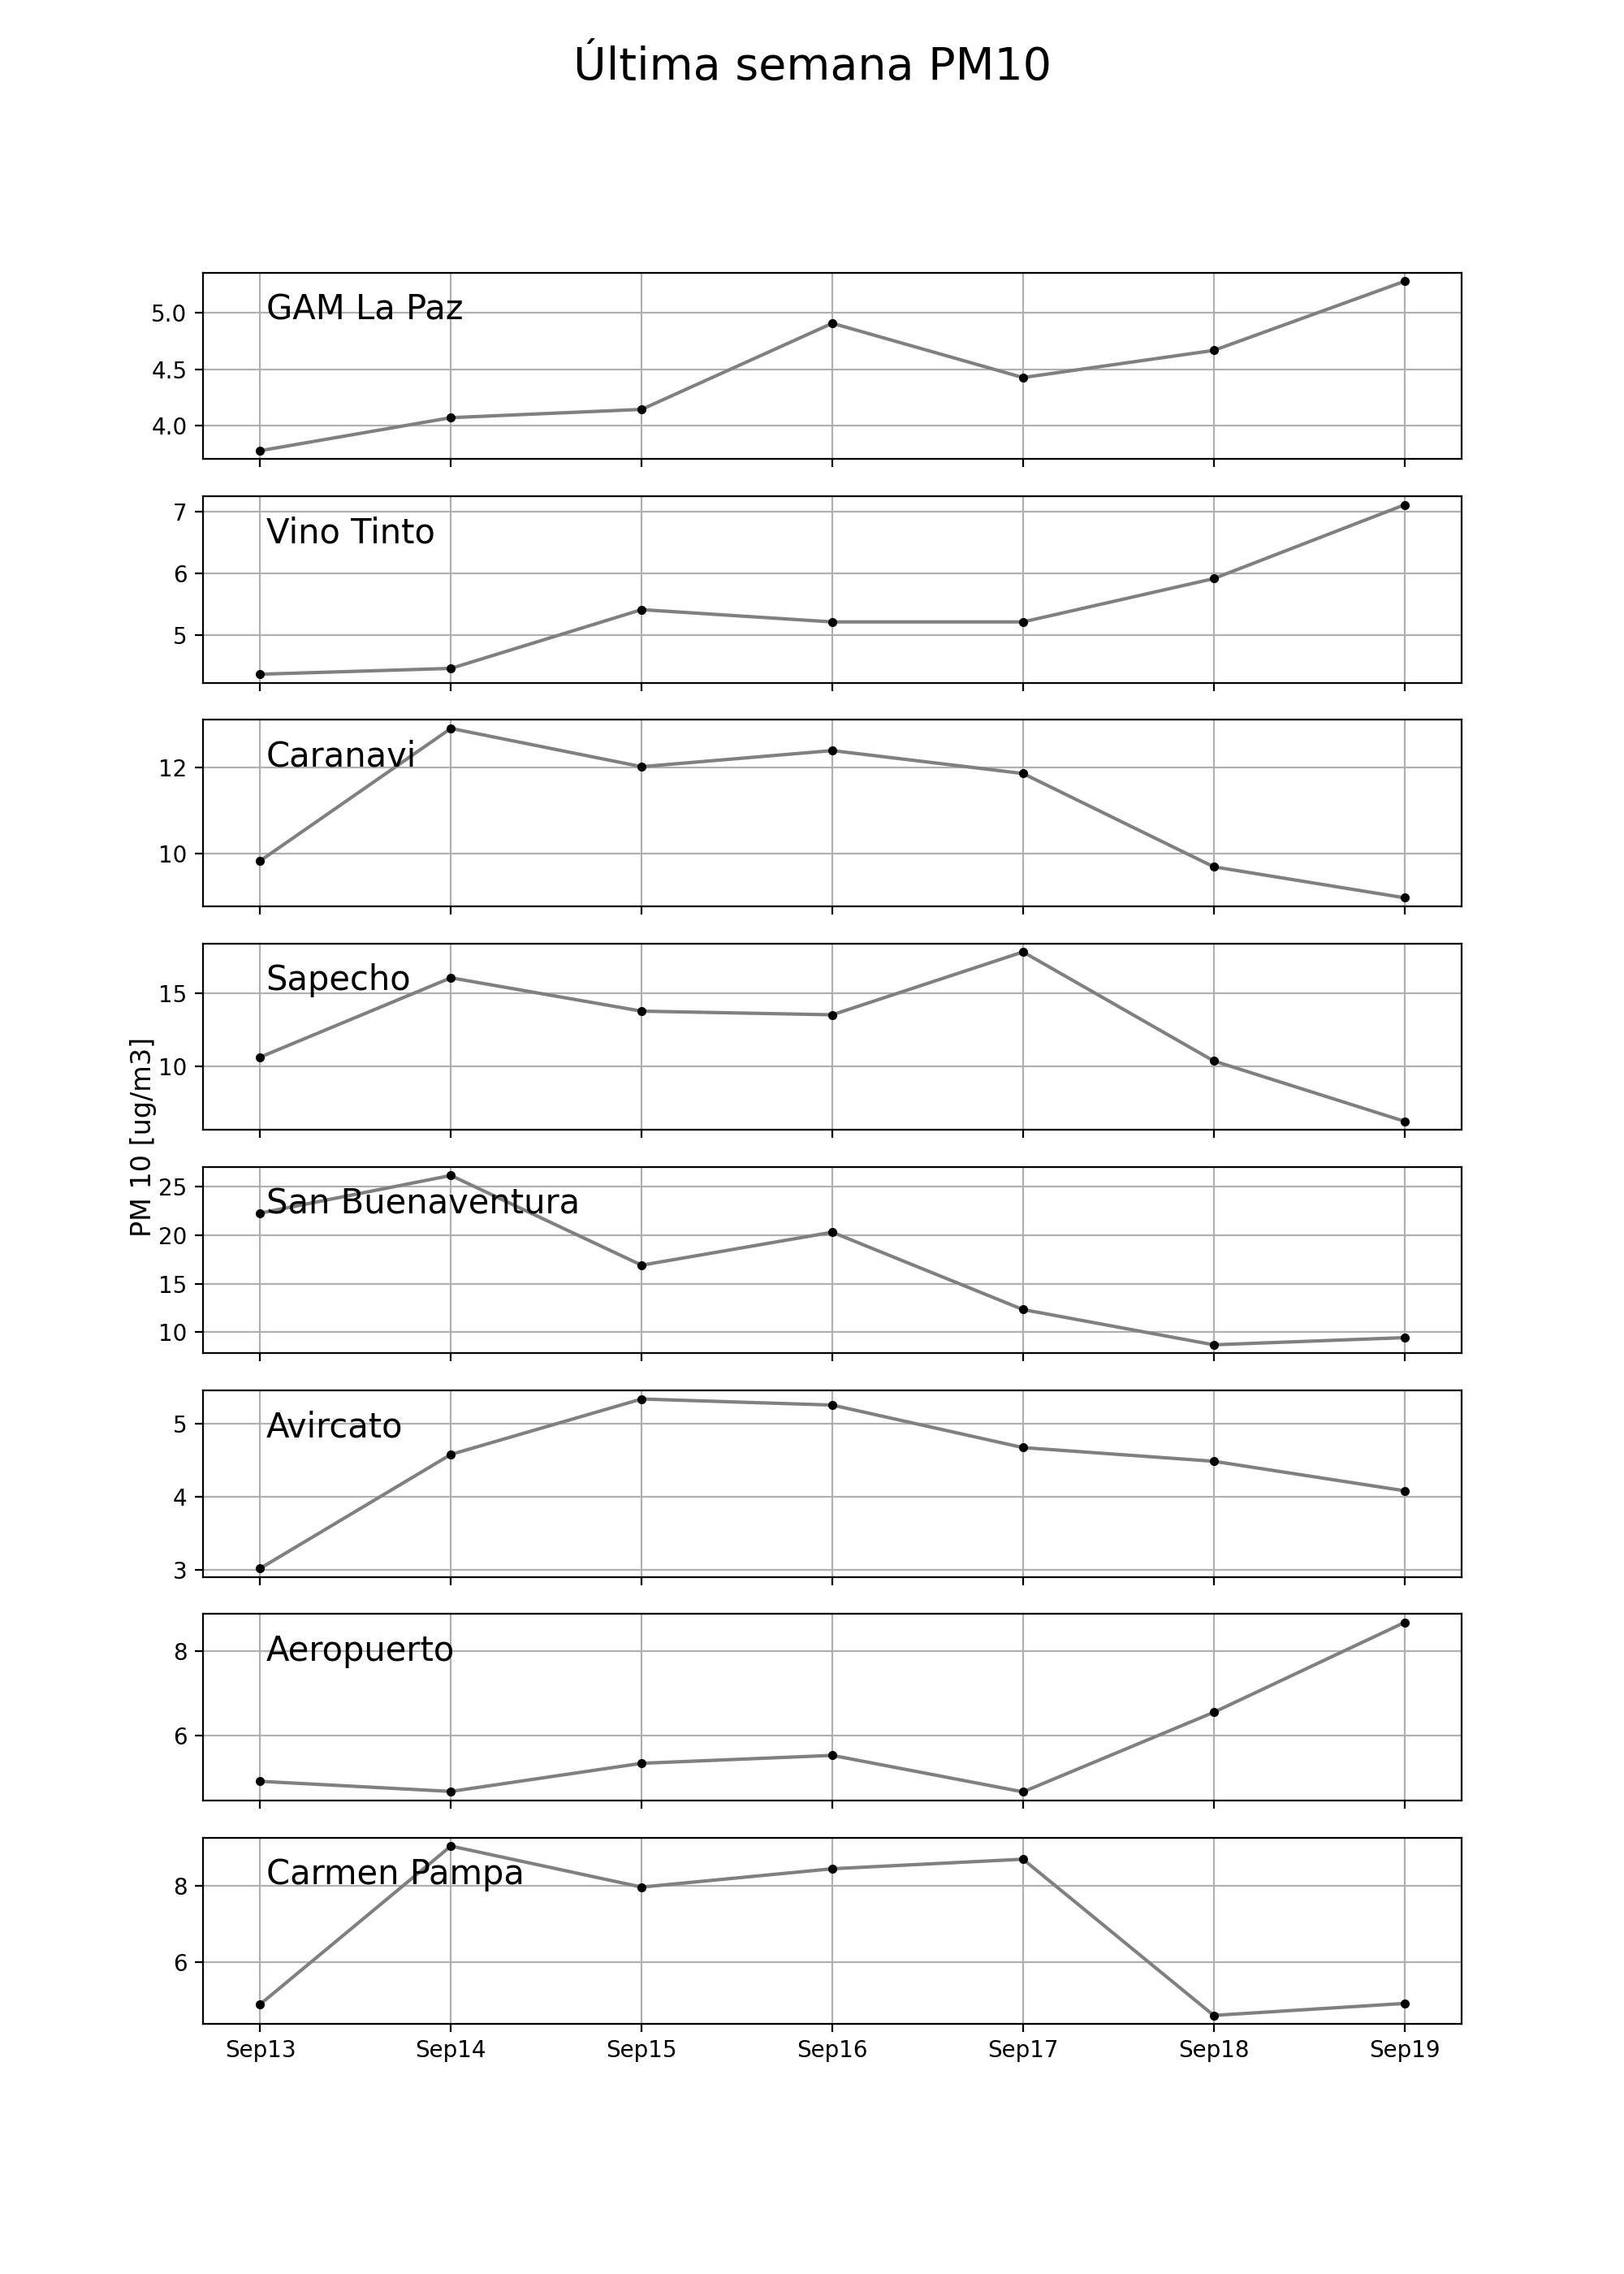 Última semana PM10
GAM La Paz
5.0
4.5
4.0
Vino Tinto
7
6
5
Caranavi
12
10
Sapecho
15
10
PM 10 [ug/m3]
San Buenaventura
25
20
15
10
Avircato
5
4
3
Aeropuerto
8
6
Carmen Pampa
8
6
Sep13 Sep14 Sep15 Sep16 Sep17 Sep18 Sep19